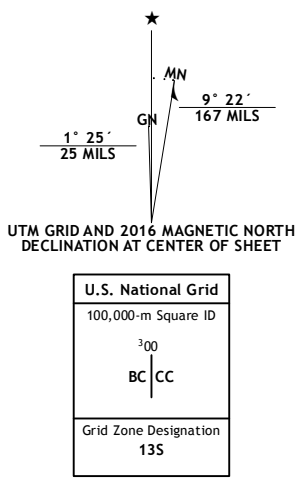 MN
GN
9° 22´
167 MILS
1° 25´
25 MILS
UTM GRID AND 2016 MAGNETIC NORTH
DECLINATION AT CENTER OF SHEET
U.S. National Grid
100,000-m Square ID
³00
BC CC
Grid Zone Designation
13S